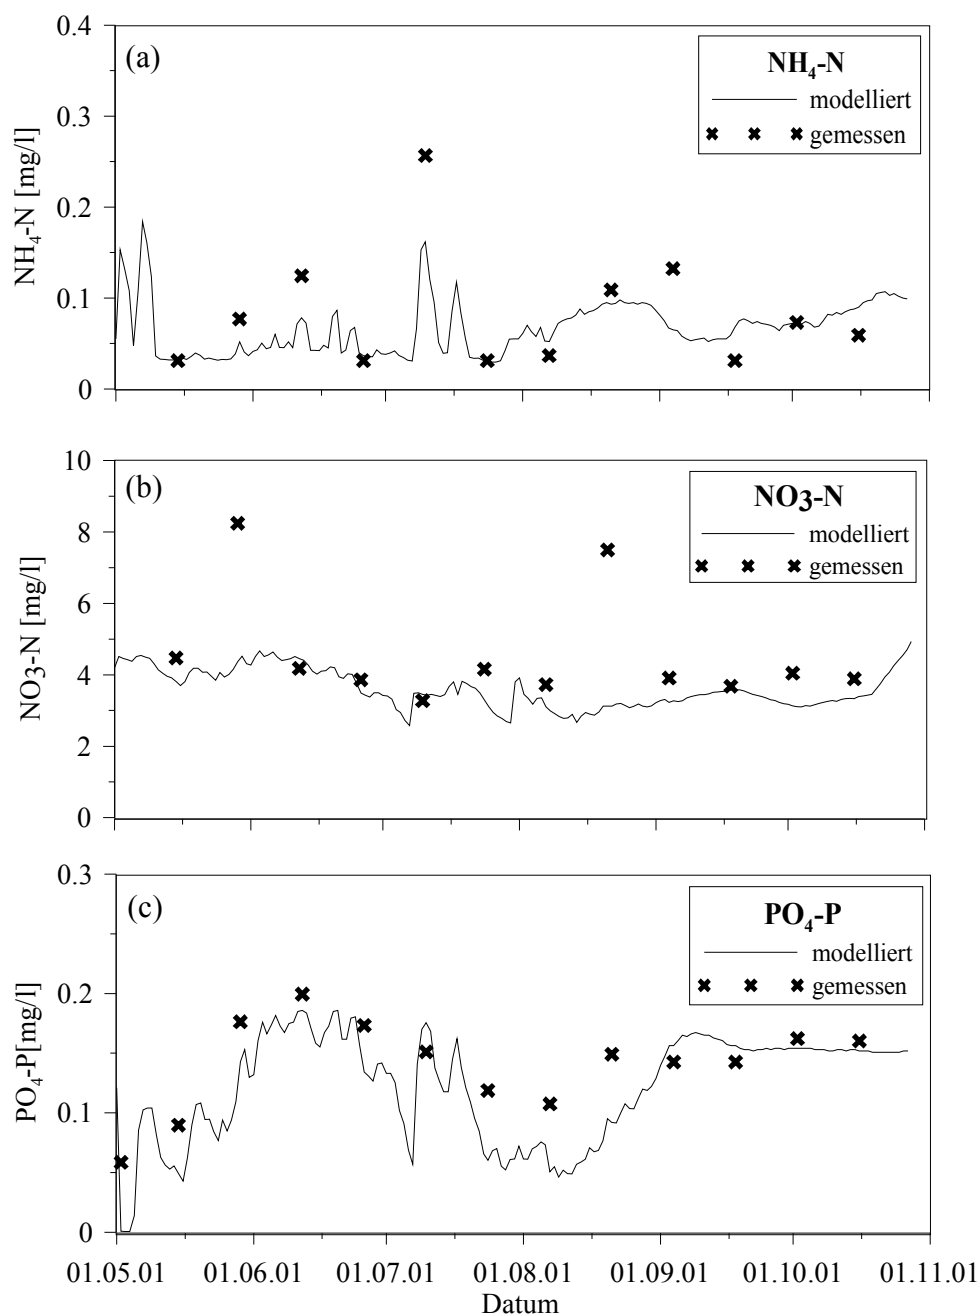 (a)
NH₄-N
modelliert
gemessen
NH₄-N [mg/l]
0.4
0.3
0.2
0.1
0
(b)
NO3-N
modelliert
gemessen
NO3-N [mg/l]
10
8
6
4
2
0
(c)
PO₄-P
modelliert
gemessen
PO₄-P[mg/l]
0.3
0.2
0.1
0
01.05.01 01.06.01 01.07.01 01.08.01 01.09.01 01.10.01 01.11.01
Datum